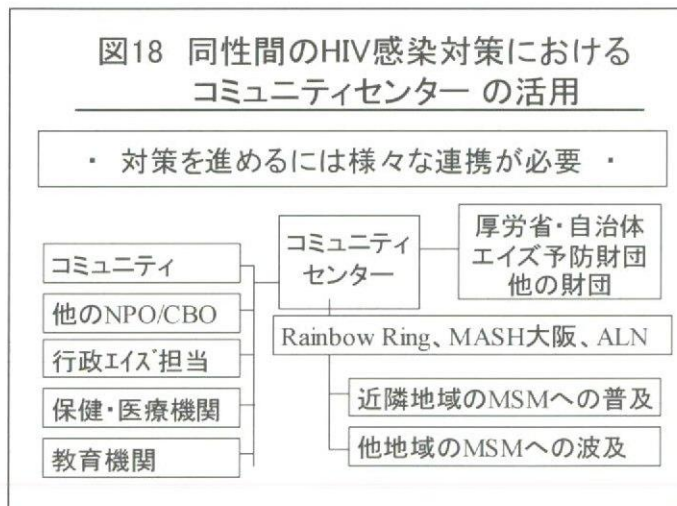 図18 同性間のHIV感染対策における
コミュニティセンター の活用
・ 対策を進めるには様々な連携が必要 ・
コミュニティ
センター
厚労省・自治体
エイズ予防財団
他の財団
コミュニティ
他のNPO/CBO
行政エイズ担当
保健・医療機関
教育機関
Rainbow Ring、MASH大阪、ALN
近隣地域のMSMへの普及
他地域のMSMへの波及